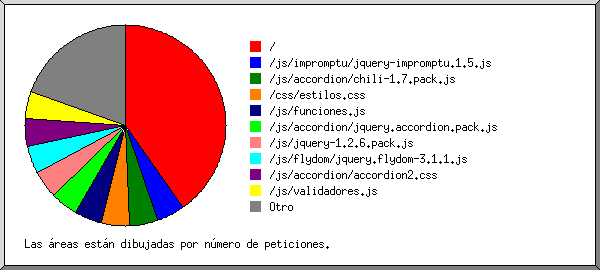 /
/js/impromptu/jquery-impromptu.1.5.js
/js/accordion/chili-1.7.pack.js
/css/estilos.css
/js/funciones.js
/js/accordion/jquery.accordion.pack.js
/js/jquery-1.2.6.pack.js
/js/flydom/jquery.flydom-3.1.1.js
/js/accordion/accordion2.css
/js/validadores.js
Otro
Las áreas están dibujadas por número de peticiones.